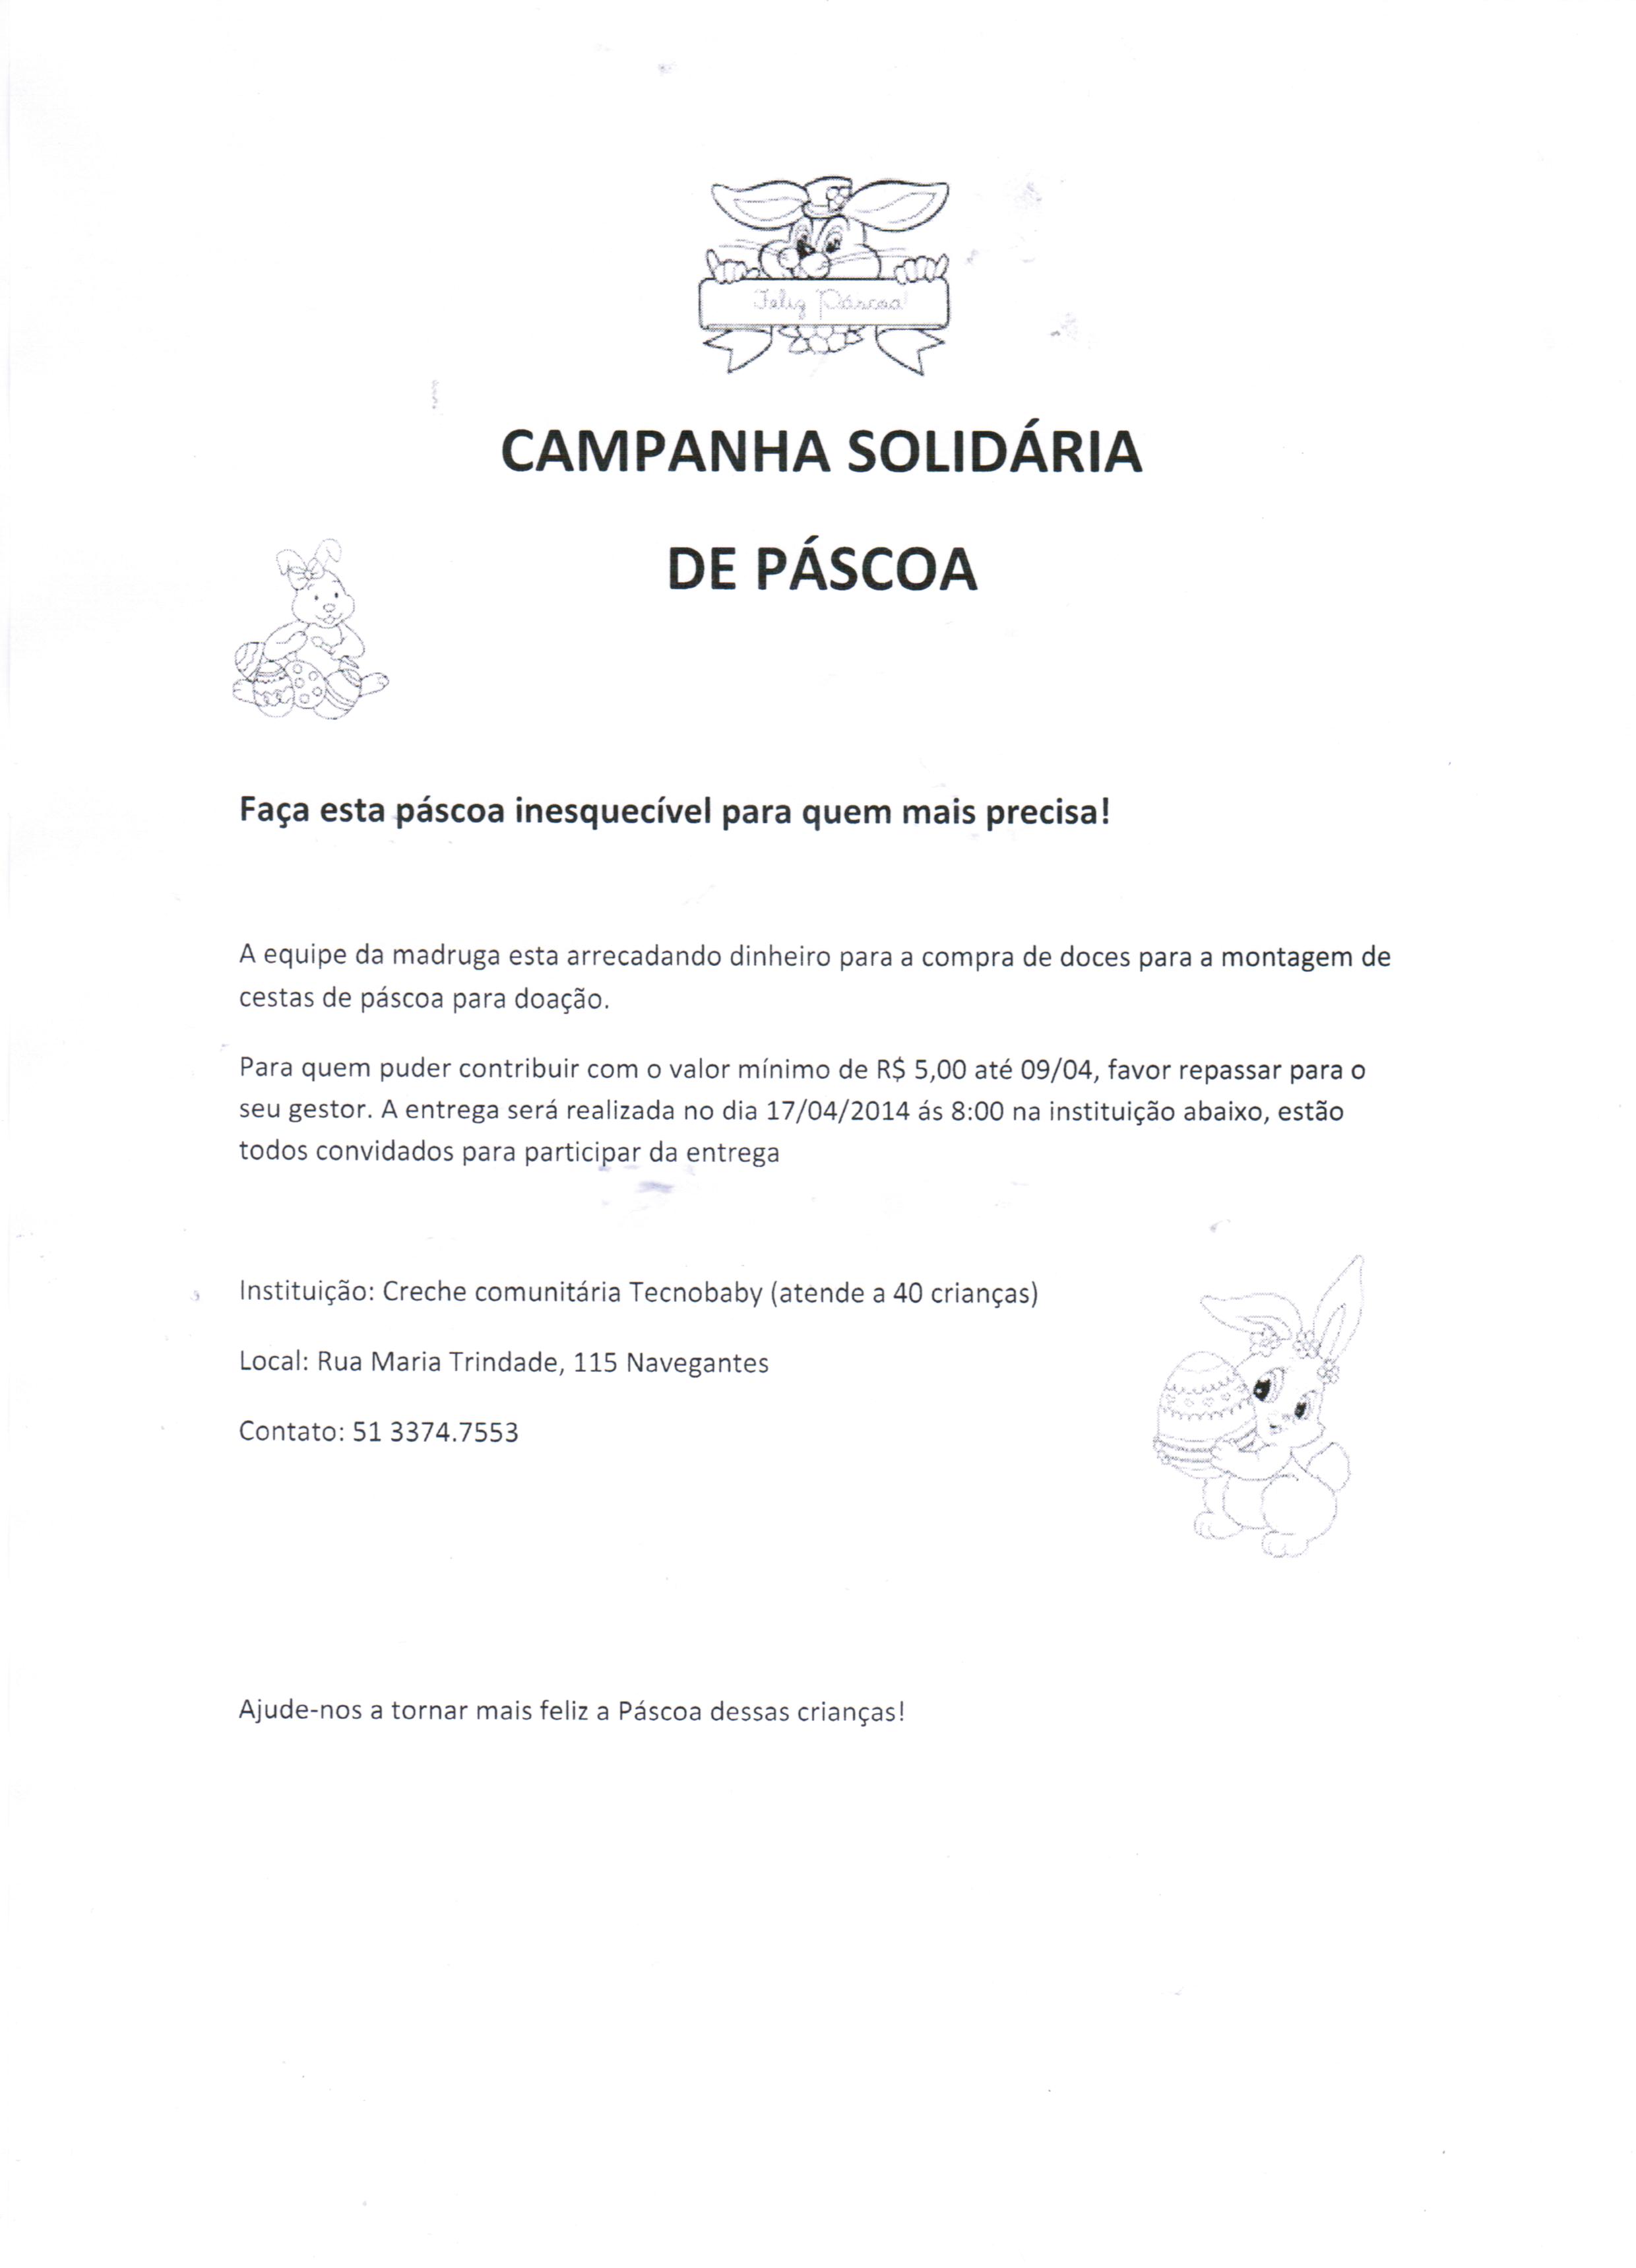 Feliz Páscoa!
CAMPANHA SOLIDÁRIA
DE PÁSCOA
Faça esta páscoa inesquecível para quem mais precisa!
A equipe da madruga esta arrecadando dinheiro para a compra de doces para a montagem de
cestas de páscoa para doação.
Para quem puder contribuir com o valor mínimo de R$ 5,00 até 09/04, favor repassar para o
seu gestor. A entrega será realizada no dia 17/04/2014 ás 8:00 na instituição abaixo, estão
todos convidados para participar da entrega
Instituição: Creche comunitária Tecnobaby (atende a 40 crianças)
Local: Rua Maria Trindade, 115 Navegantes
Contato: 51 3374.7553
Ajude-nos a tornar mais feliz a Páscoa dessas crianças!